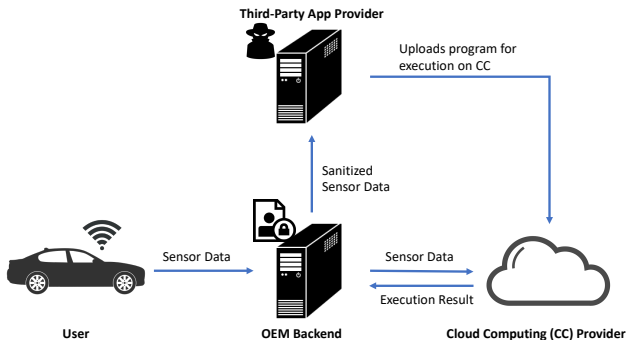 Third-Party App Provider
Uploads program for
execution on CC
Sanitized
Sensor Data
Sensor Data
Sensor Data
Execution Result
User
OEM Backend
Cloud Computing (CC) Provider